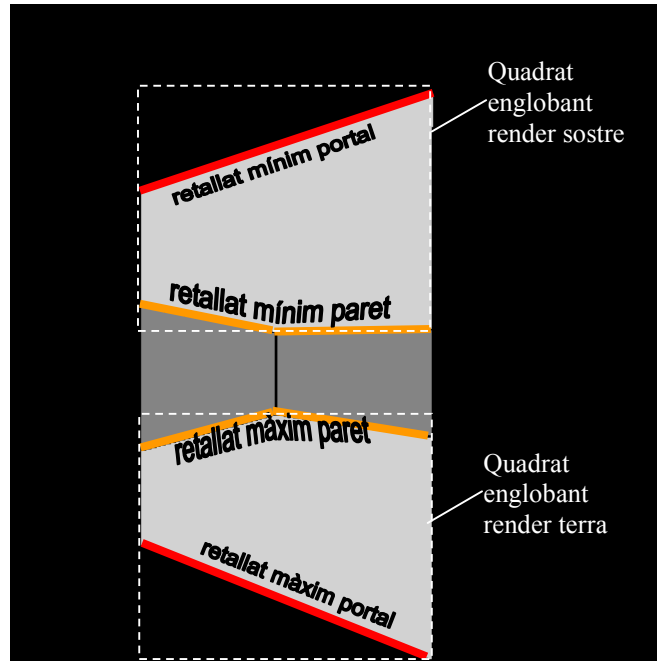 Quadrat
englobant
render sostre
retallat mínim portal
retallat mínim paret
retallat màxim paret
Quadrat
englobant
render terra
retallat màxim portal